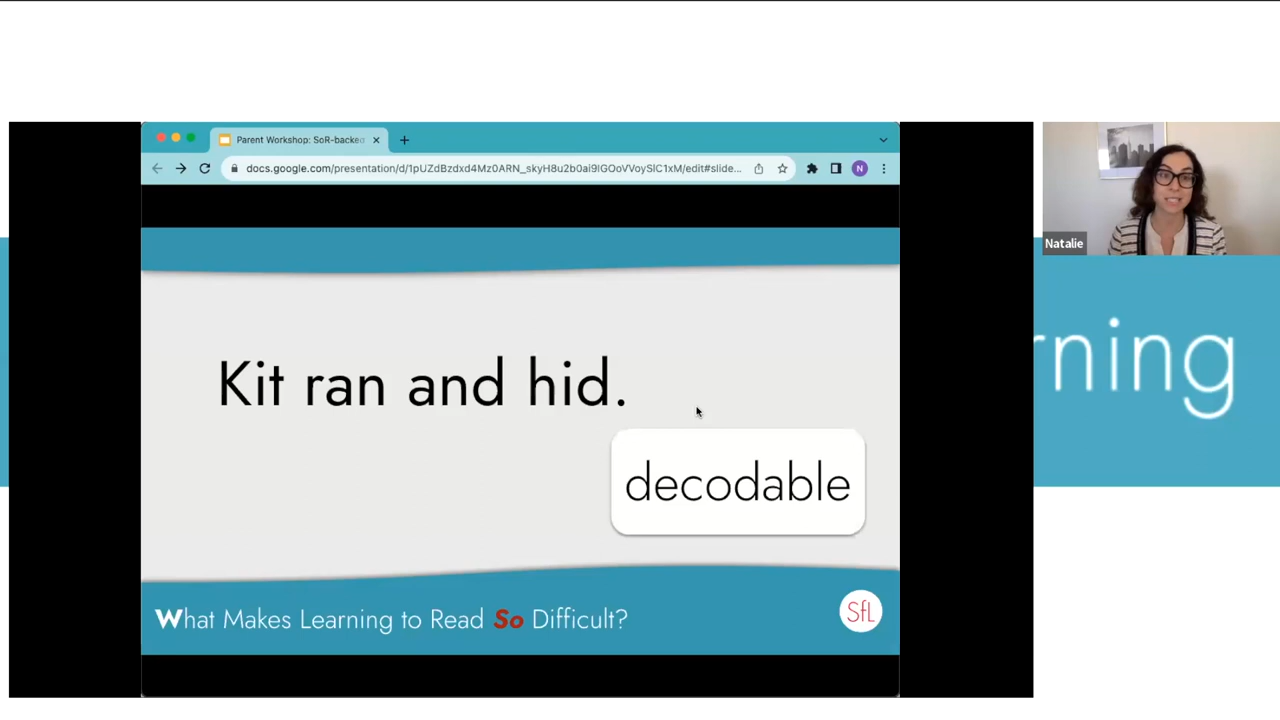 Parent Workshop: SoR-backed
docs.google.com/presentation/d/1pUZdBzdxd4Mz0ARN_skyH8u2b0ai9lGOoVVoySlC1xM/edit#slide...
N
Natalie
rning
Kit ran and hid.
decodable
What Makes Learning to Read So Difficult?
SfL